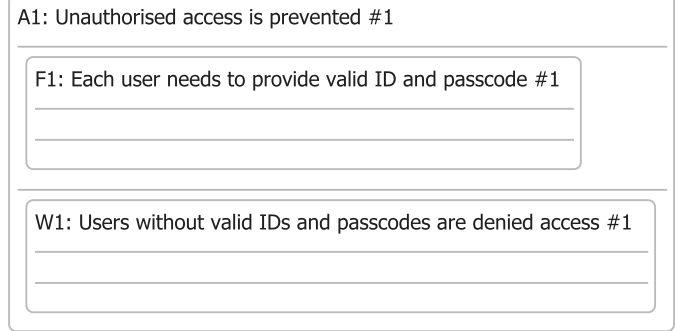 A1: Unauthorised access is prevented #1
F1: Each user needs to provide valid ID and passcode #1
W1: Users without valid IDs and passcodes are denied access #1